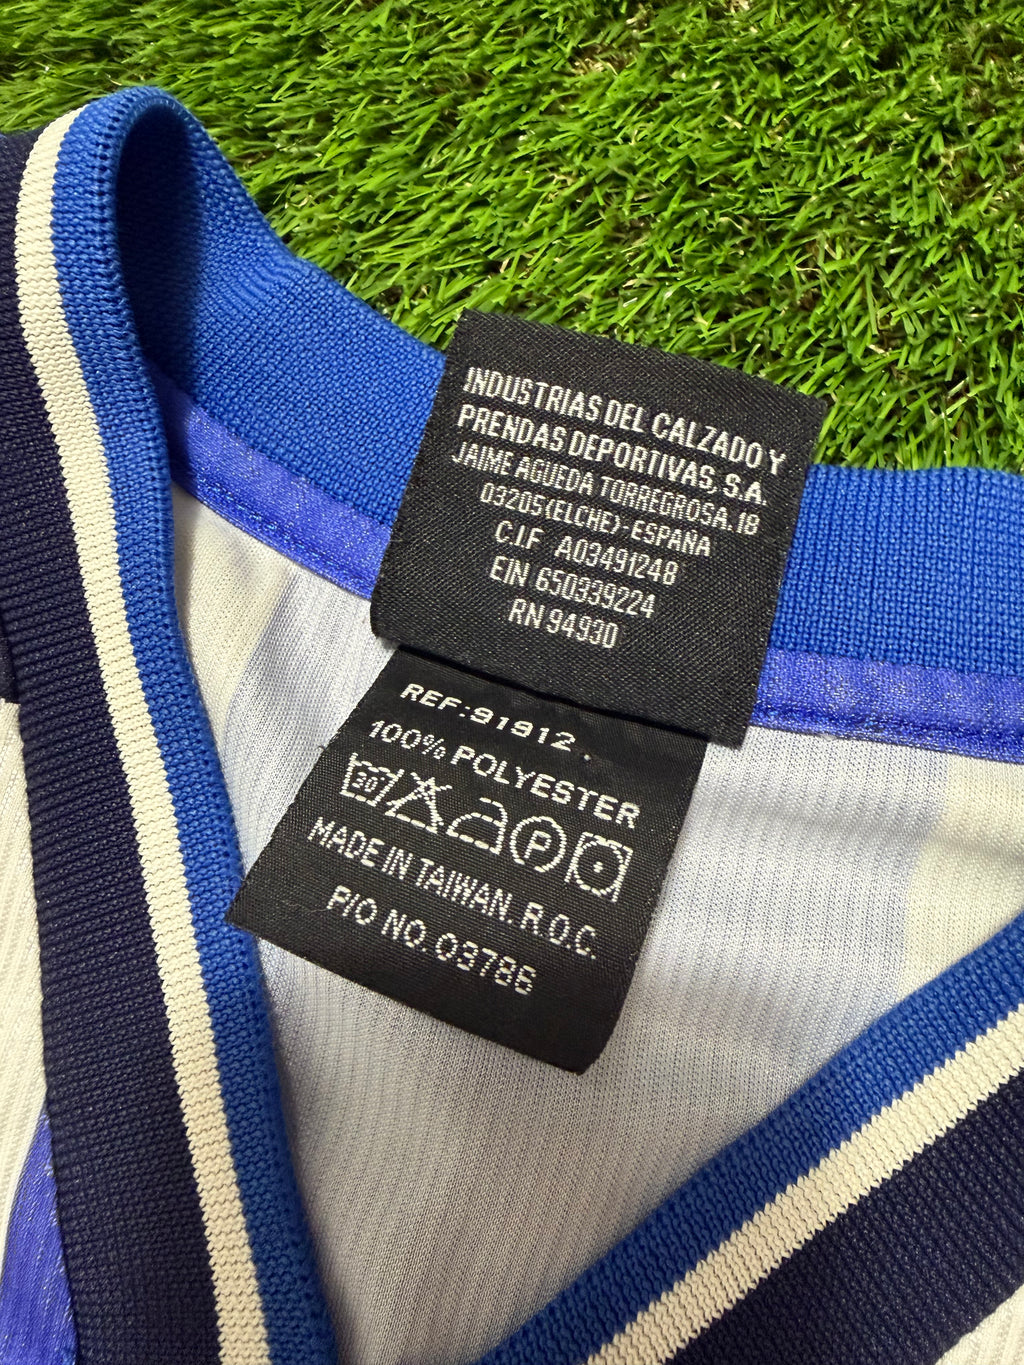 INDUSTRIAS DEL CALZADO Y
PRENDAS DEPORTIVAS, S.A.
JAIME AGUEDA TORREGROSA, 18
03205 (ELCHE)-ESPAÑA
C.I.F A03491248
EIN 650339224
RN 94930
REF:91912
100% POLYESTER
30 P
MADE IN TAIWAN. R.O.C.
P/O NO. 03786